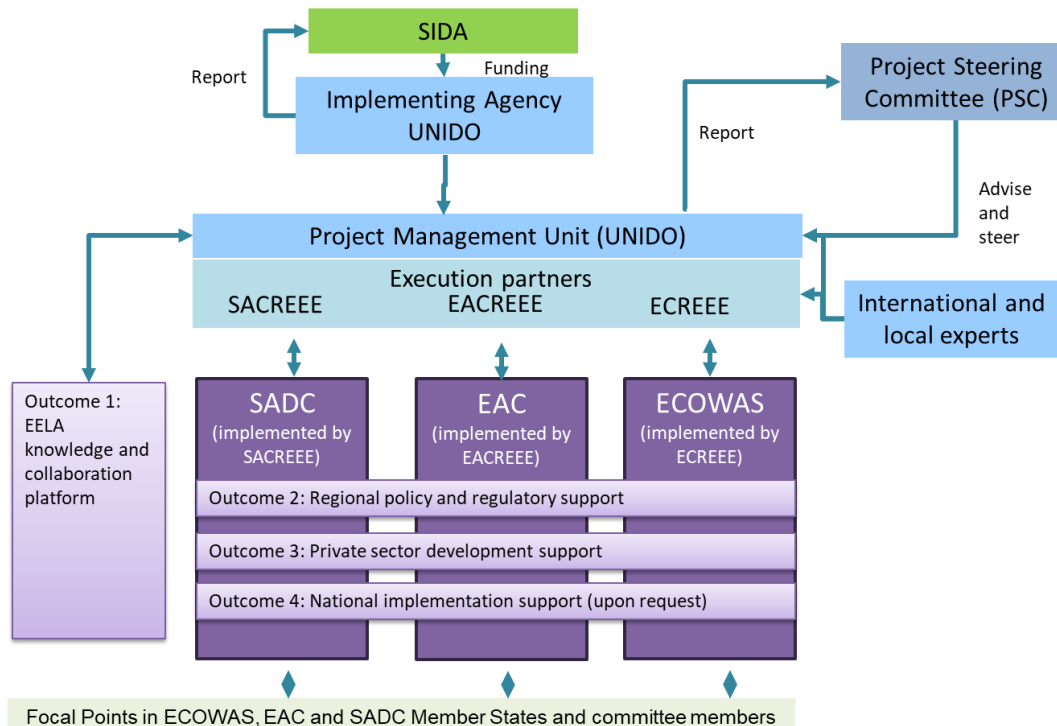 SIDA
Report
Funding
Implementing Agency
UNIDO
Project Steering
Committee (PSC)
Report
Advise
and
steer
Project Management Unit (UNIDO)
Execution partners
SACREEE
EACREEE
ECREEE
International and
local experts
Outcome 1:
EELA
knowledge and
collaboration
platform
SADC
(implemented by
SACREEE)
EAC
(implemented by
EACREEE)
ECOWAS
(implemented by
ECREEE)
Outcome 2: Regional policy and regulatory support
Outcome 3: Private sector development support
Outcome 4: National implementation support (upon request)
Focal Points in ECOWAS, EAC and SADC Member States and committee members